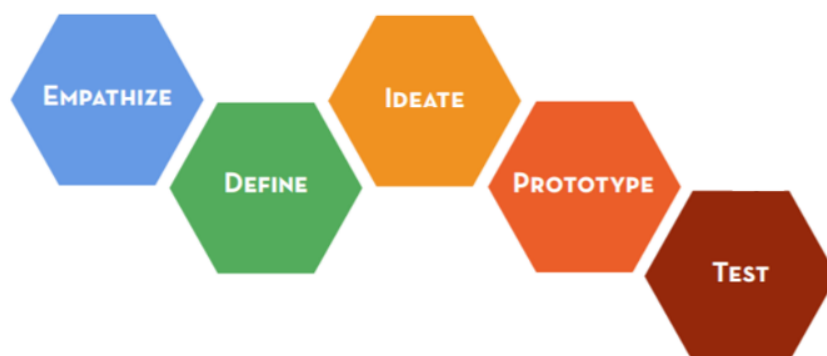 EMPATHIZE
DEFINE
IDEATE
PROTOTYPE
TEST